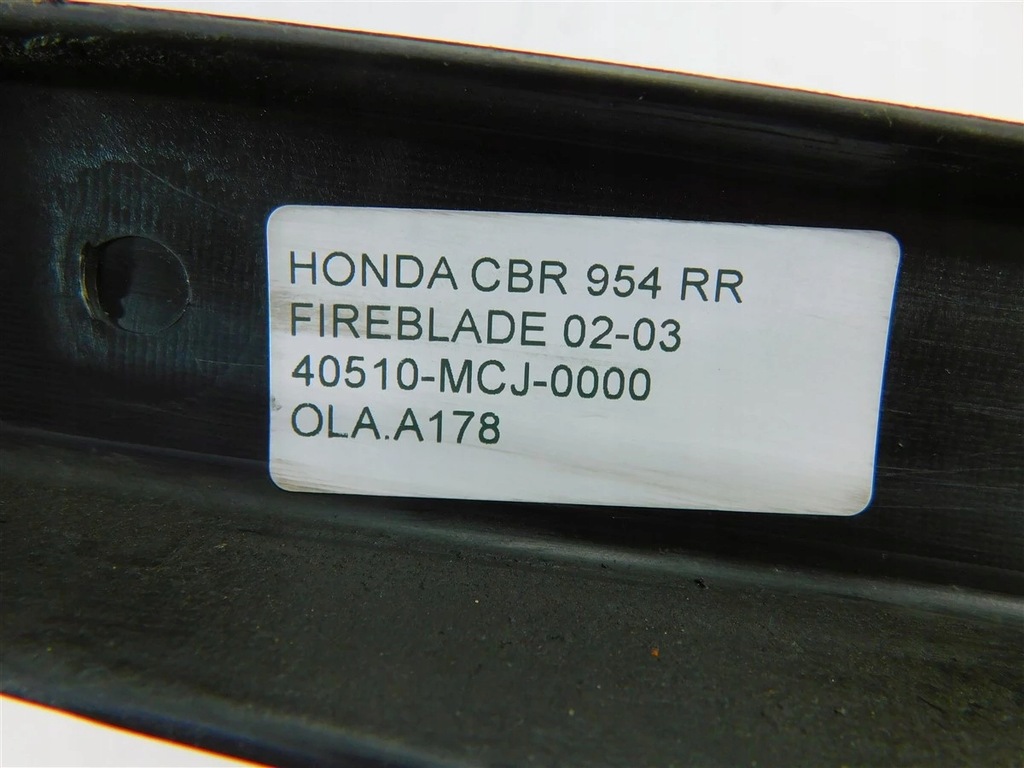 HONDA CBR 954 RR
FIREBLADE 02-03
40510-MCJ-0000
OLA.A178